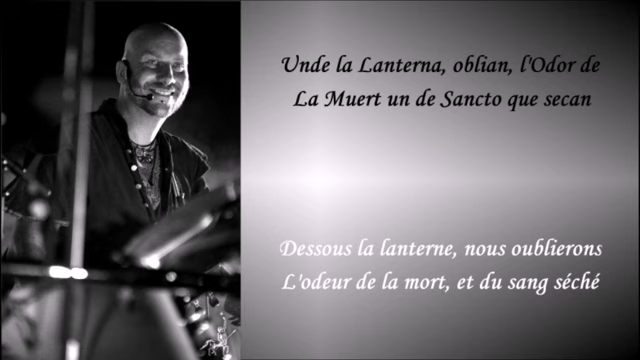 Unde la Lanterna, oblian, l'Odor de
La Muert un de Sancto que secan
Dessous la lanterne, nous oublierons
L'odeur de la mort, et du sang séché